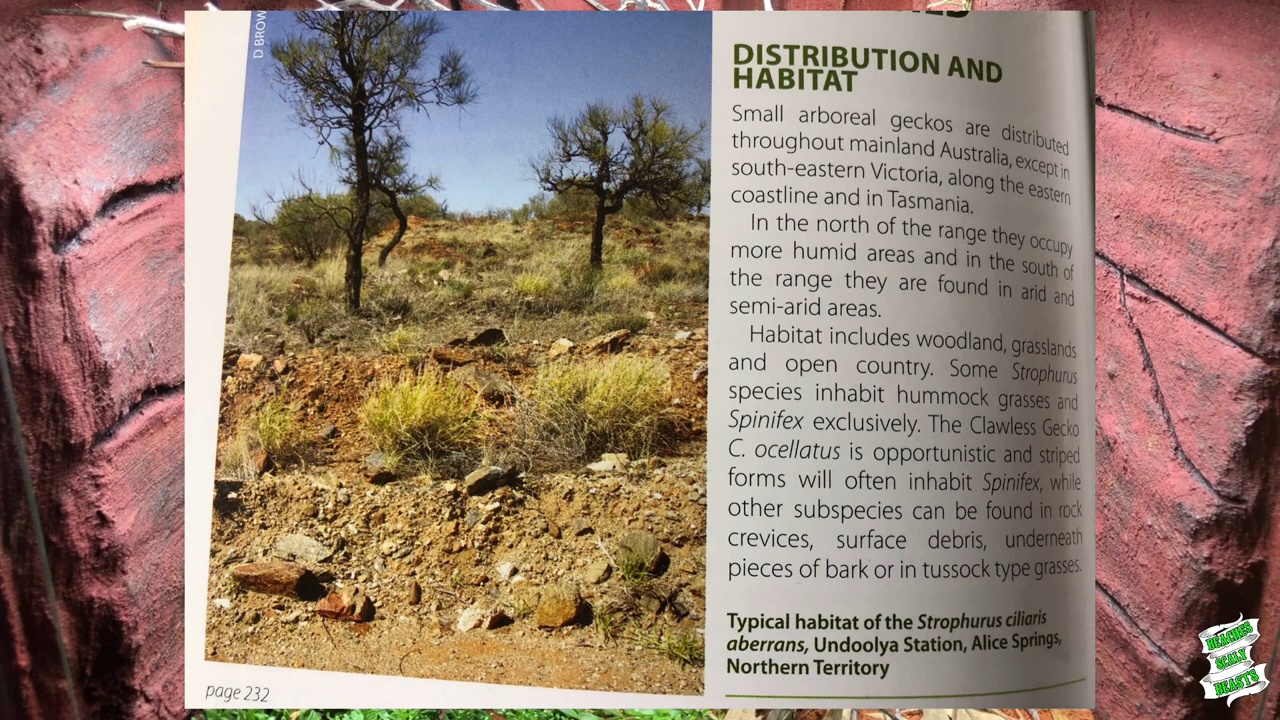 D BROW
DISTRIBUTION AND
HABITAT
Small arboreal geckos are distributed
throughout mainland Australia, except in
south-eastern Victoria, along the eastern
coastline and in Tasmania.
In the north of the range they occupy
more humid areas and in the south of
the range they are found in arid and
semi-arid areas.
Habitat includes woodland, grasslands
and open country. Some Strophurus
species inhabit hummock grasses and
Spinifex exclusively. The Clawless Gecko
C. ocellatus is opportunistic and striped
forms will often inhabit Spinifex, while
other subspecies can be found in rock
crevices, surface debris, underneath
pieces of bark or in tussock type grasses.
Typical habitat of the Strophurus ciliaris
aberrans, Undoolya Station, Alice Springs,
Northern Territory
page 232
BEACHES
SCALY
BEASTS